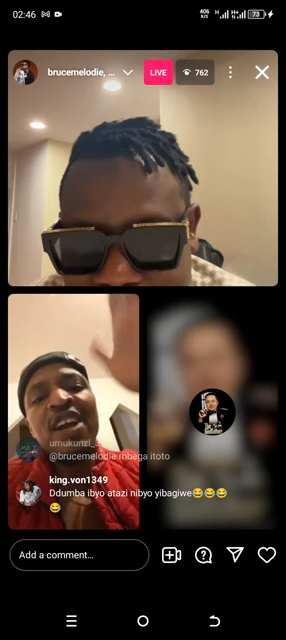 02:46
406
K/S
73
brucemelodie, ...
LIVE
762
umukunzi_
@brucemelodie mbega itoto
king.von1349
Ddumba ibyo atazi nibyo yibagiwe😂😂😂
😂
Add a comment...